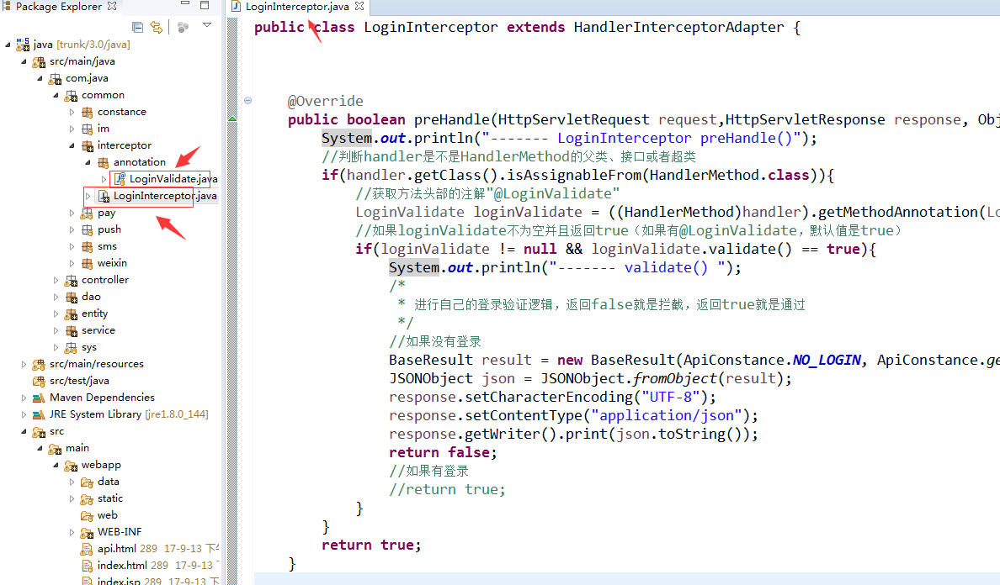 Package Explorer
java [trunk/3.0/java]
src/main/java
com.java
common
constance
im
interceptor
annotation
LoginValidate.java
LoginInterceptor.java
pay
push
sms
weixin
controller
dao
entity
service
sys
src/main/resources
src/test/java
Maven Dependencies
JRE System Library [jre1.8.0_144]
src
main
webapp
data
static
web
WEB-INF
api.html 289 17-9-13 下
index.html 289 17-9-13
index.jsp 289 17-9-13 下
LoginInterceptor.java
public class LoginInterceptor extends HandlerInterceptorAdapter {
@Override
public boolean preHandle(HttpServletRequest request,HttpServletResponse response, Obj
System.out.println("------- LoginInterceptor preHandle()");
//判断handler是不是HandlerMethod的父类、接口或者超类
if(handler.getClass().isAssignableFrom(HandlerMethod.class)){
//获取方法头部的注解"@LoginValidate"
LoginValidate loginValidate = ((HandlerMethod)handler).getMethodAnnotation(Lo
//如果loginValidate不为空并且返回true（如果有@LoginValidate，默认值是true）
if(loginValidate != null && loginValidate.validate() == true){
System.out.println("------- validate() ");
/*
* 进行自己的登录验证逻辑，返回false就是拦截，返回true就是通过
*/
//如果没有登录
BaseResult result = new BaseResult(ApiConstance.NO_LOGIN, ApiConstance.ge
JSONObject json = JSONObject.fromObject(result);
response.setCharacterEncoding("UTF-8");
response.setContentType("application/json");
response.getWriter().print(json.toString());
return false;
//如果有登录
//return true;
}
}
return true;
}